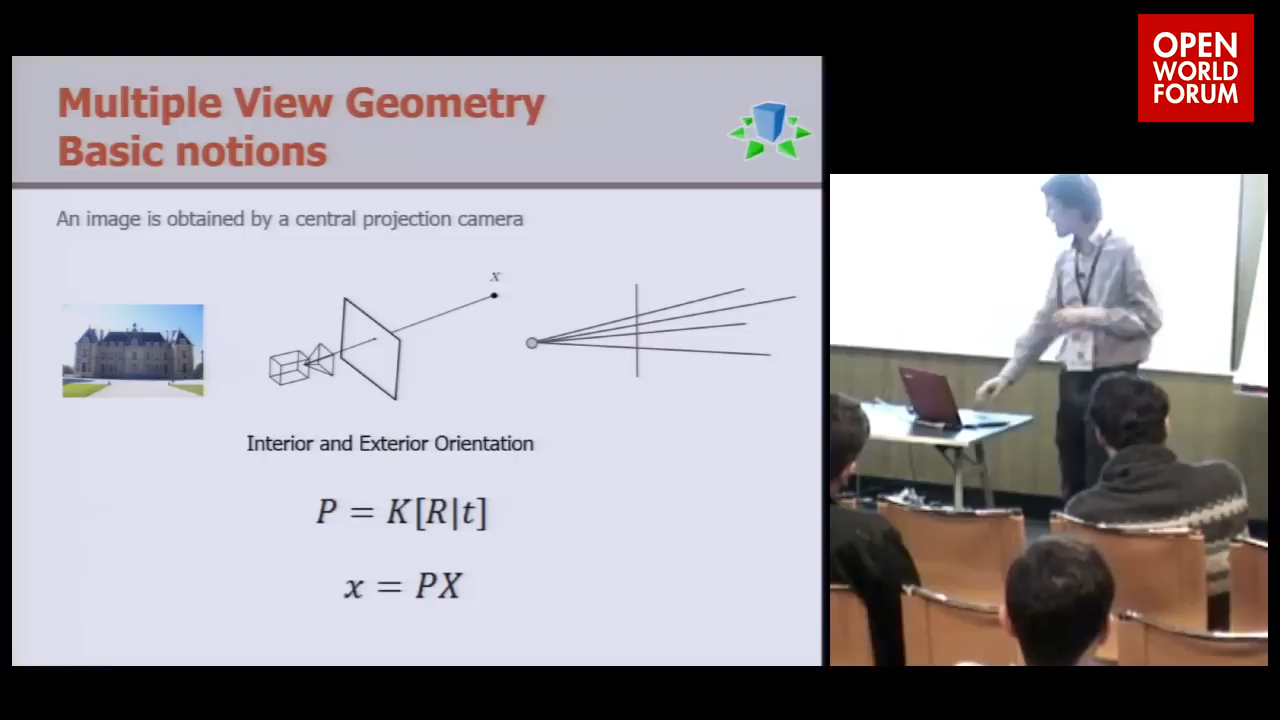 Multiple View Geometry
Basic notions
An image is obtained by a central projection camera
x
Interior and Exterior Orientation
P = K[R|t]
x = PX
OPEN
WORLD
FORUM